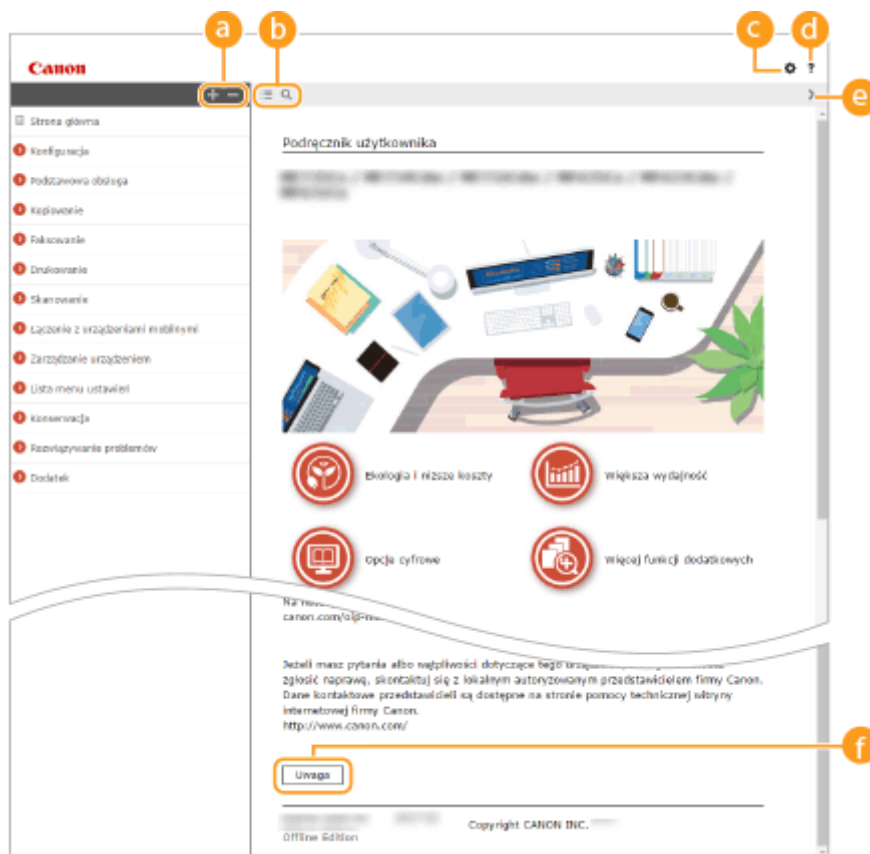 a b c d
Canon
?
e
Strona główna
Konfiguracja
Podstawowa obsługa
Kopiowanie
Faksowanie
Drukowanie
Skanowanie
Łączenie z urządzeniami mobilnymi
Zarządzanie urządzeniem
Lista menu ustawień
Konserwacja
Rozwiązywanie problemów
Dodatek
Podręcznik użytkownika
Ekologia i niższe koszty
Większa wydajność
Opcje cyfrowe
Więcej funkcji dodatkowych
Na
canon.com/oip-m
Jeżeli masz pytania albo wątpliwości dotyczące tego
zgłosić naprawę, skontaktuj się z lokalnym autoryzowanym przedstawicielem firmy Canon.
Dane kontaktowe przedstawicieli są dostępne na stronie pomocy technicznej witryny
internetowej firmy Canon.
http://www.canon.com/
f
Uwaga
Copyright CANON INC.
Offline Edition